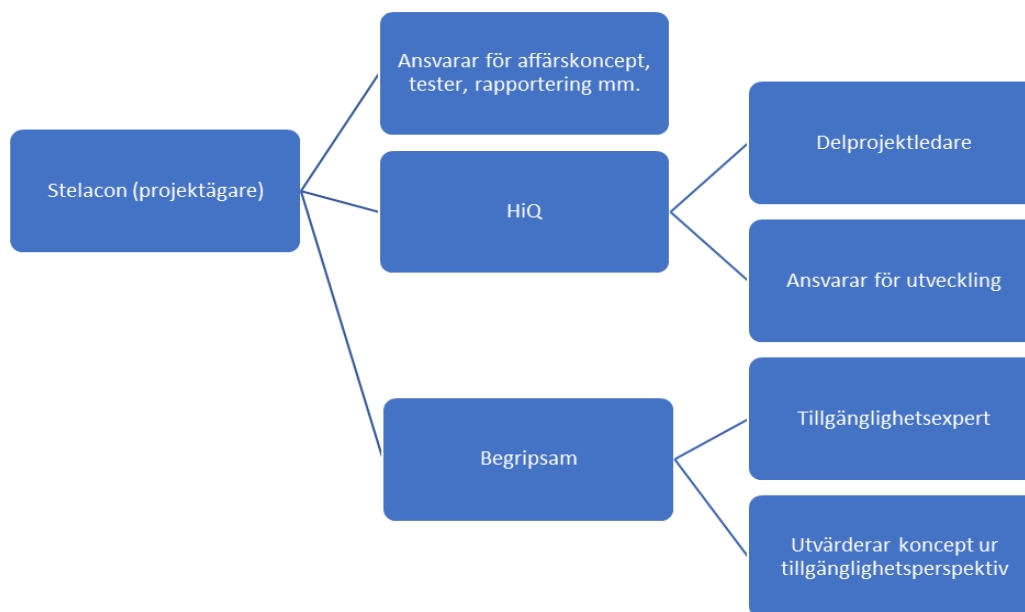 Stelacon (projektägare)
Ansvarar för affärskoncept,
tester, rapportering mm.
HiQ
Delprojektledare
Ansvarar för utveckling
Begripsam
Tillgänglighetsexpert
Utvärderar koncept ur
tillgänglighetsperspektiv